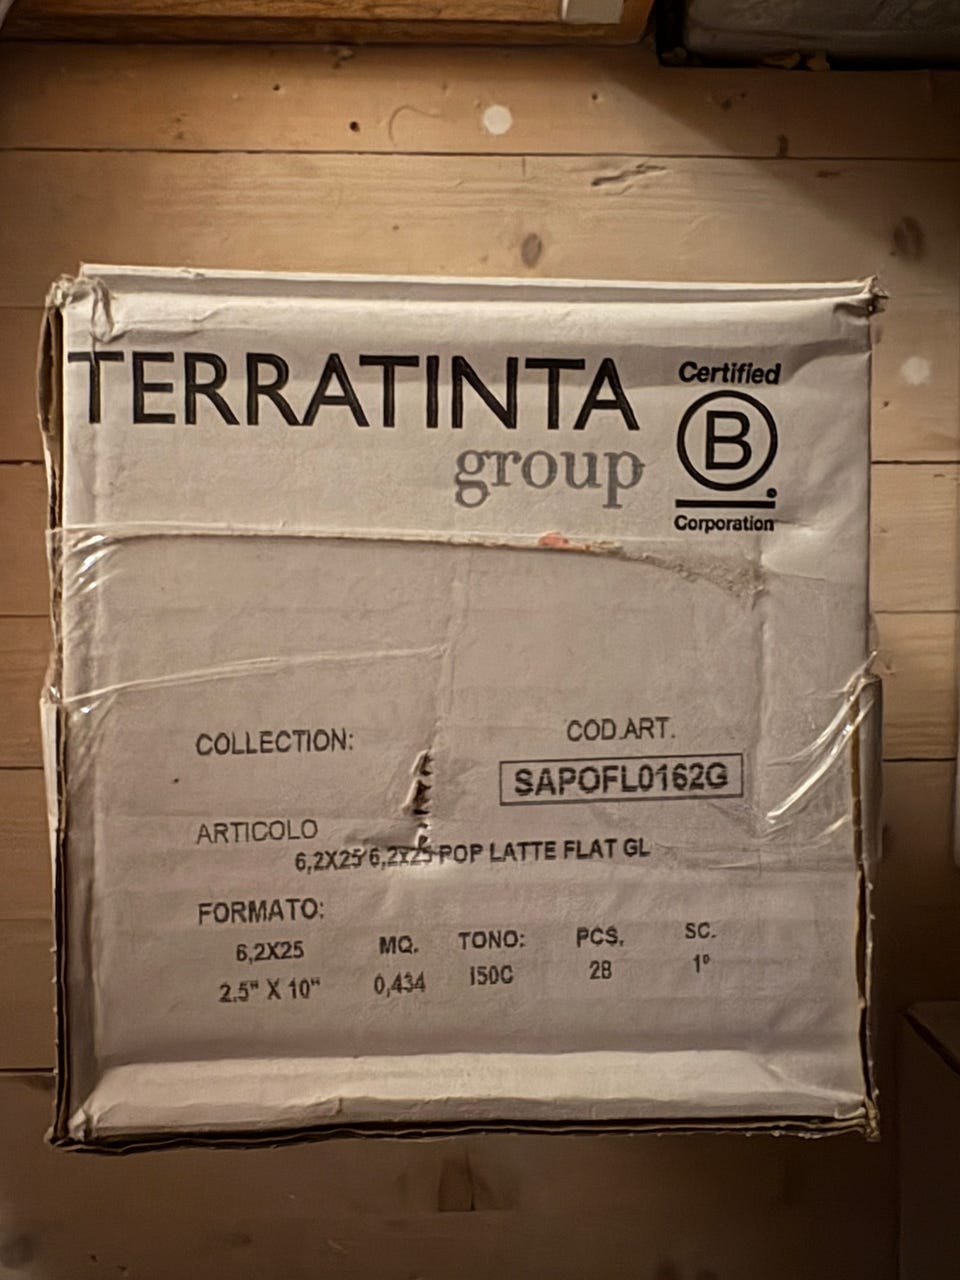 TERRATINTA
group
Certified
B
Corporation
COLLECTION:
COD.ART.
SAPOFL0162G
ARTICOLO
6,2X25 6,2X25 POP LATTE FLAT GL
FORMATO:
6,2X25 MQ. TONO: PCS. SC.
2.5" X 10" 0,434 I50C 28 1°